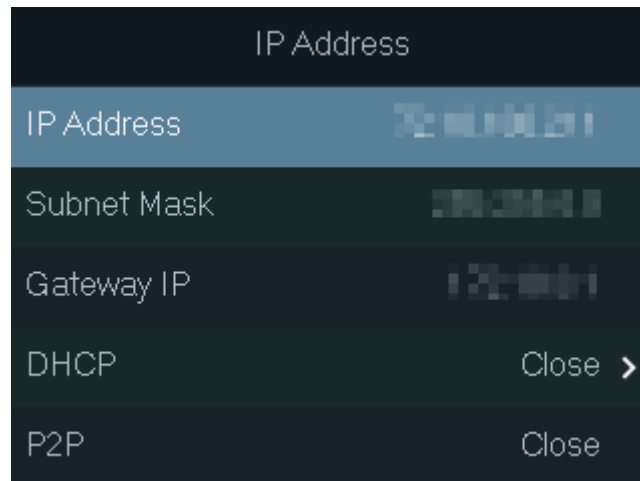 IP Address
IP Address
Subnet Mask
Gateway IP
DHCP Close
P2P Close